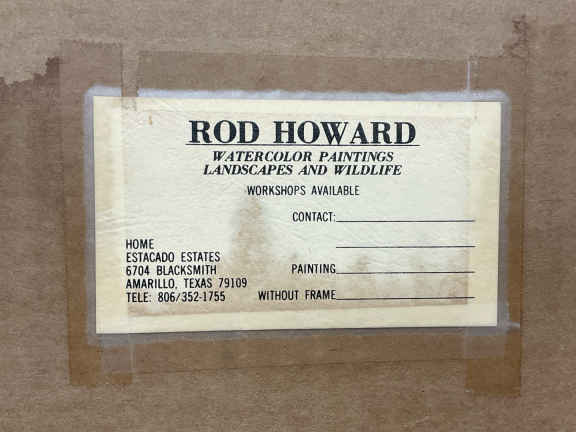 ROD HOWARD
WATERCOLOR PAINTINGS
LANDSCAPES AND WILDLIFE
WORKSHOPS AVAILABLE
CONTACT:
HOME
ESTACADO ESTATES
6704 BLACKSMITH
AMARILLO, TEXAS 79109
TELE: 806/352-1755
PAINTING
WITHOUT FRAME